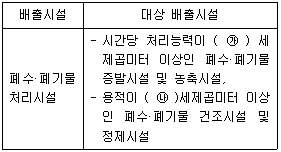 배출시설
대상 배출시설
폐수·폐기물
처리시설
- 시간당 처리능력이 ( ㉮ ) 세
제곱미터 이상인 폐수·폐기물
증발시설 및 농축시설,
- 용적이 ( ㉯ )세제곱미터 이상
인 폐수·폐기물 건조시설 및
정제시설